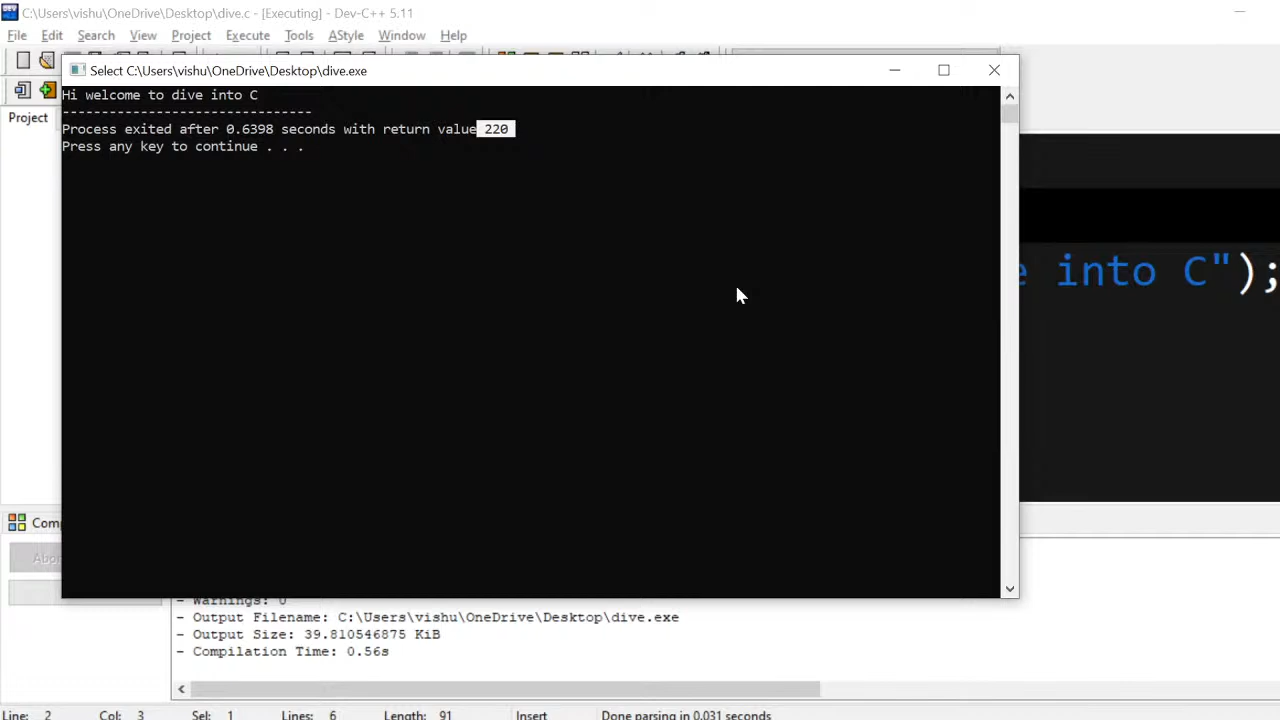 C:\Users\vishu\OneDrive\Desktop\dive.c - [Executing] - Dev-C++ 5.11
File Edit Search View Project Execute Tools AStyle Window Help
Select C:\Users\vishu\OneDrive\Desktop\dive.exe
Hi welcome to dive into C
--------------------------------
Process exited after 0.6398 seconds with return value 220
Press any key to continue . . .
Project
into C");
- Warnings: 0
- Output Filename: C:\Users\vishu\OneDrive\Desktop\dive.exe
- Output Size: 39.810546875 KiB
- Compilation Time: 0.56s
Line: 2 Col: 3 Sel: 1 Lines: 6 Length: 91 Insert Done parsing in 0.031 seconds